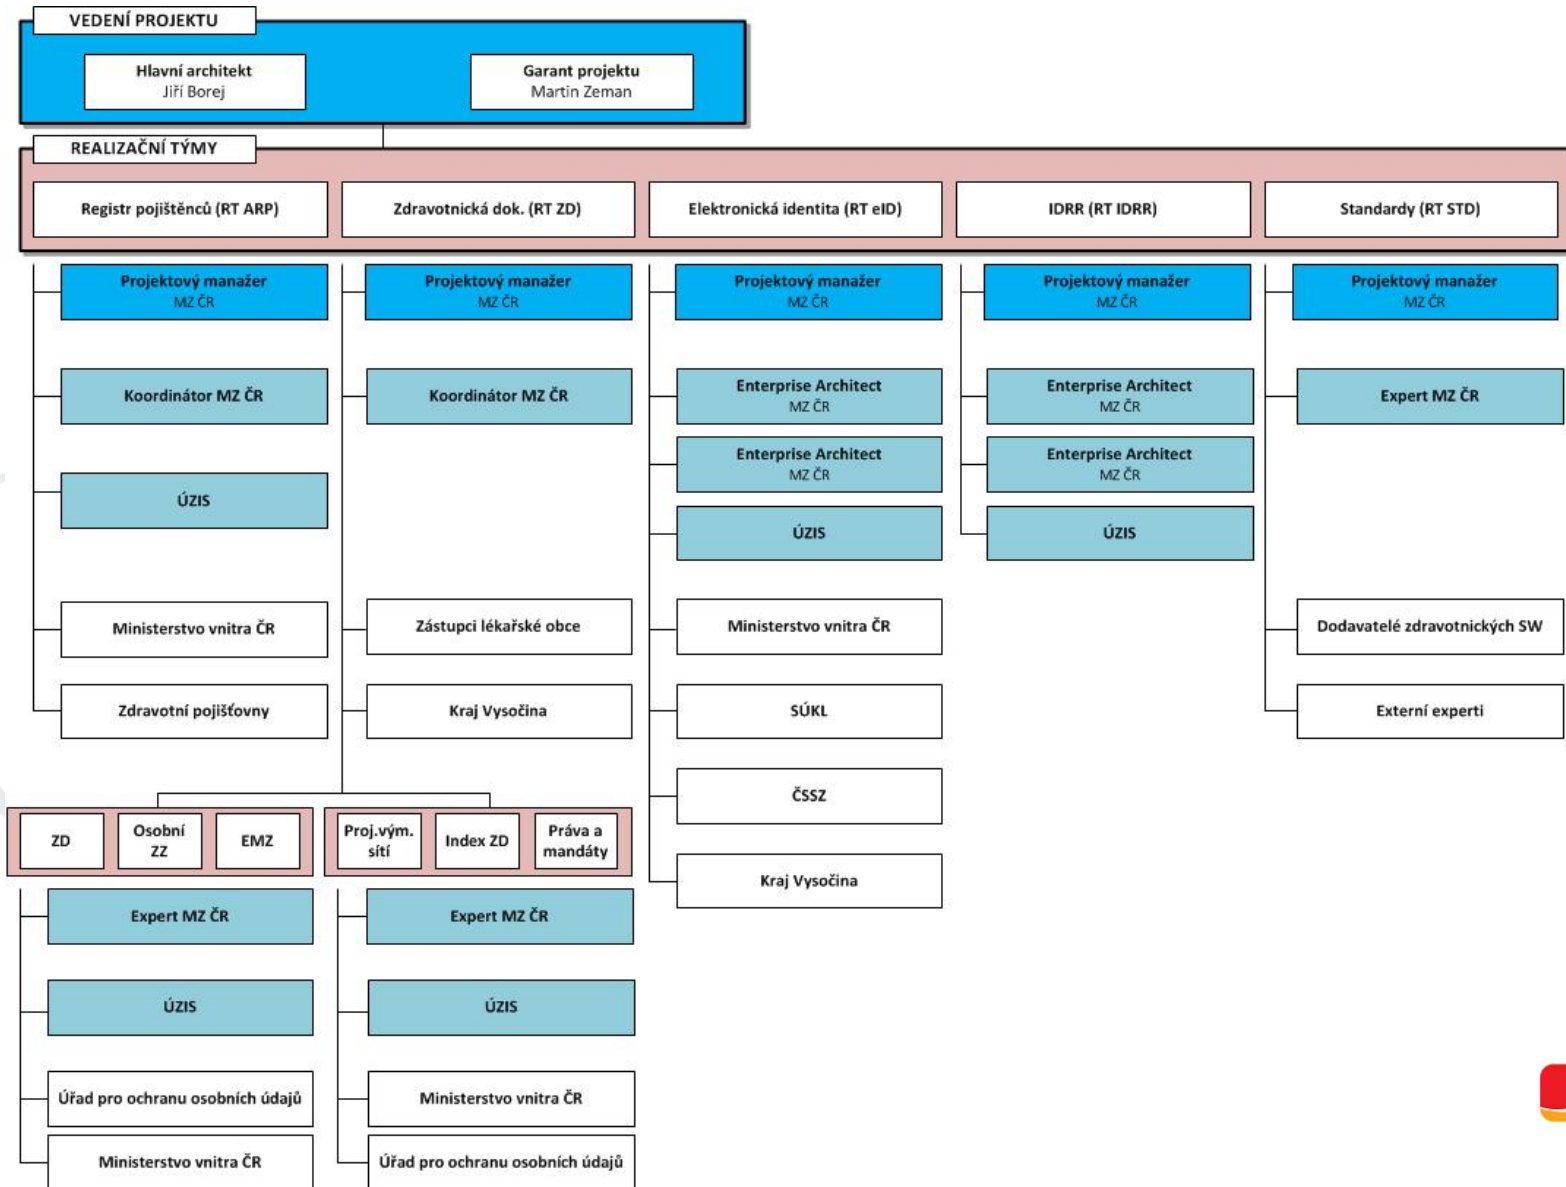 VEDENÍ PROJEKTU
Hlavní architekt
Jiří Borej
Garant projektu
Martin Zeman
REALIZAČNÍ TÝMY
Registr pojištěnců (RT ARP)
Zdravotnická dok. (RT ZD)
Elektronická identita (RT eID)
IDRR (RT IDRR)
Standardy (RT STD)
Projektový manažer
MZ ČR
Koordinátor MZ ČR
ÚZIS
Ministerstvo vnitra ČR
Zdravotní pojišťovny
Projektový manažer
MZ ČR
Koordinátor MZ ČR
Zástupci lékařské obce
Kraj Vysočina
Projektový manažer
MZ ČR
Enterprise Architect
MZ ČR
Enterprise Architect
MZ ČR
ÚZIS
Ministerstvo vnitra ČR
SÚKL
ČSSZ
Kraj Vysočina
Projektový manažer
MZ ČR
Enterprise Architect
MZ ČR
Enterprise Architect
MZ ČR
ÚZIS
Projektový manažer
MZ ČR
Expert MZ ČR
Dodavatelé zdravotnických SW
Externí experti
ZD
Osobní
ZZ
EMZ
Expert MZ ČR
ÚZIS
Úřad pro ochranu osobních údajů
Ministerstvo vnitra ČR
Proj.vým.
sítí
Index ZD
Práva a
mandáty
Expert MZ ČR
ÚZIS
Ministerstvo vnitra ČR
Úřad pro ochranu osobních údajů